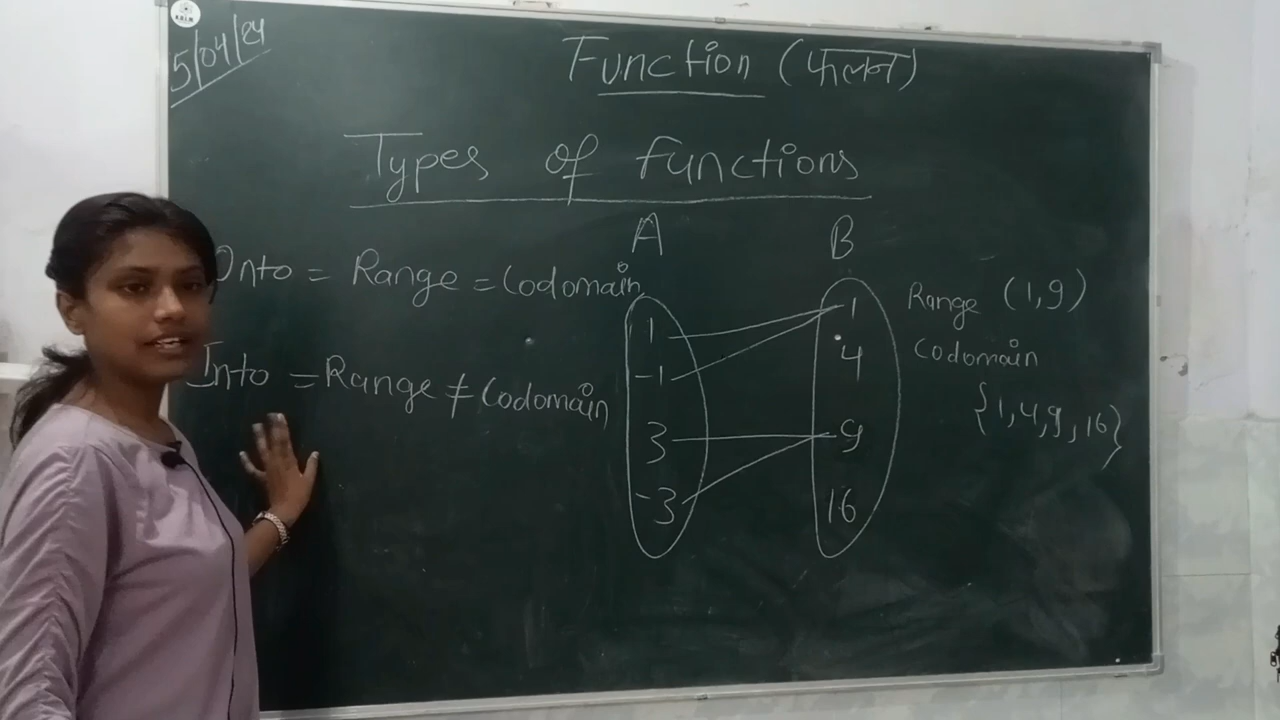 5/04/24
Function (फलन)
Types of functions
A
B
Onto = Range = Codomain
Into = Range ≠ Codomain
1
-1
3
-3
1
4
9
16
Range (1,9)
Codomain
{1,4,9,16}